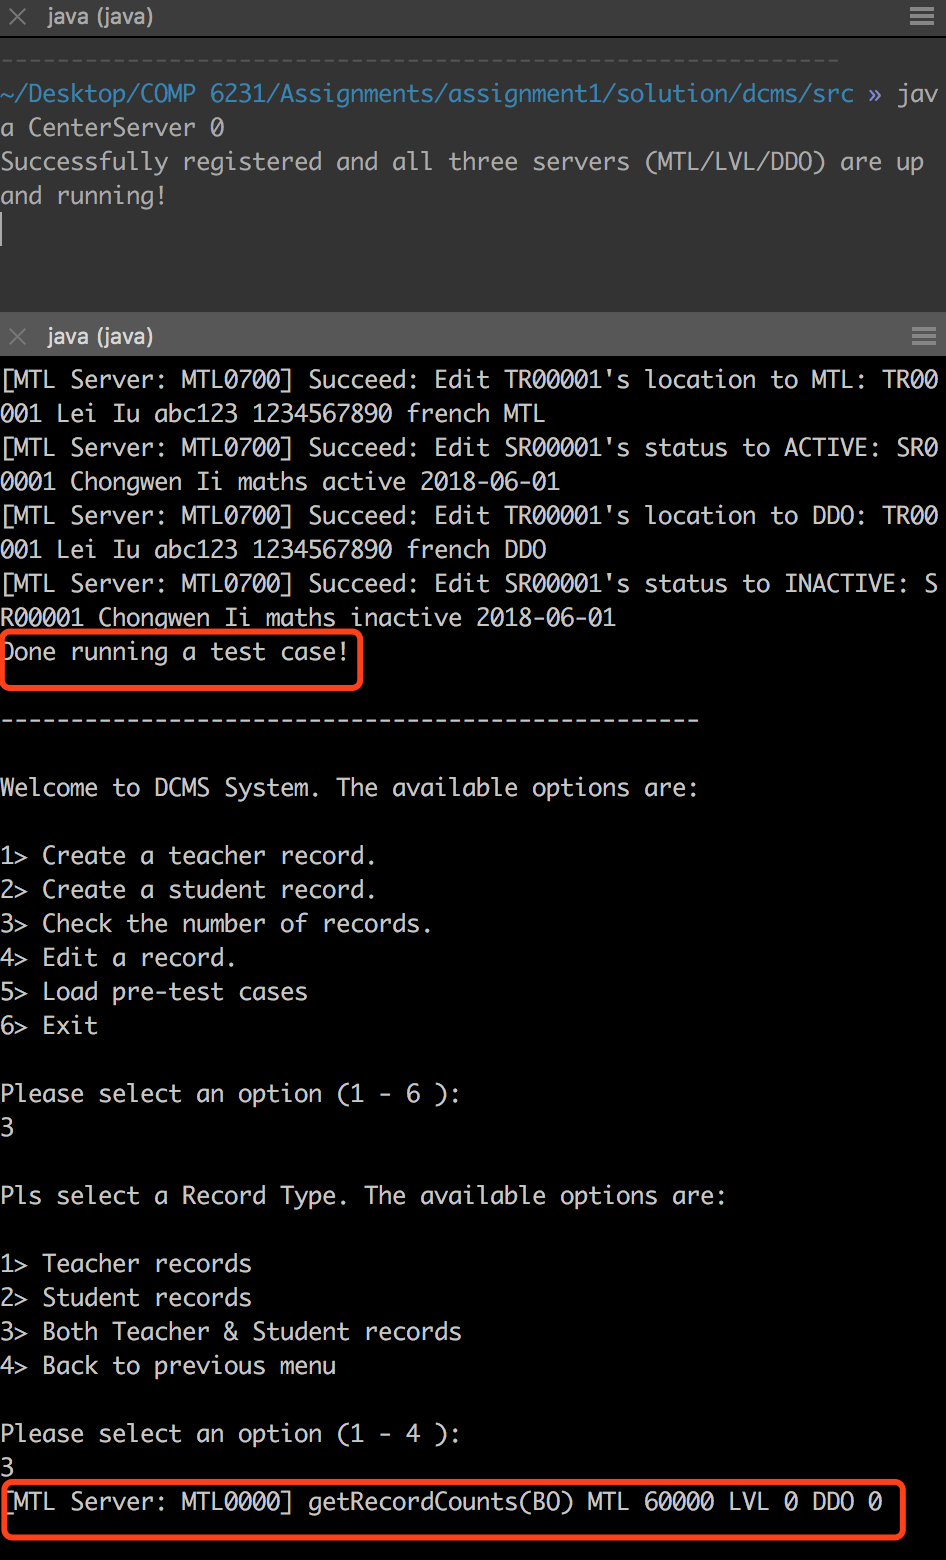 java (java)
------------------------------------------------------------
~/Desktop/COMP 6231/Assignments/assignment1/solution/dcms/src » jav
a CenterServer 0
Successfully registered and all three servers (MTL/LVL/DDO) are up
and running!
java (java)
[MTL Server: MTL0700] Succeed: Edit TR00001's location to MTL: TR00
001 Lei Iu abc123 1234567890 french MTL
[MTL Server: MTL0700] Succeed: Edit SR00001's status to ACTIVE: SR0
0001 Chongwen Ii maths active 2018-06-01
[MTL Server: MTL0700] Succeed: Edit TR00001's location to DDO: TR00
001 Lei Iu abc123 1234567890 french DDO
[MTL Server: MTL0700] Succeed: Edit SR00001's status to INACTIVE: S
R00001 Chongwen Ii maths inactive 2018-06-01
Done running a test case!
--------------------------------------------------
Welcome to DCMS System. The available options are:
1> Create a teacher record.
2> Create a student record.
3> Check the number of records.
4> Edit a record.
5> Load pre-test cases
6> Exit
Please select an option (1 - 6 ):
3
Pls select a Record Type. The available options are:
1> Teacher records
2> Student records
3> Both Teacher & Student records
4> Back to previous menu
Please select an option (1 - 4 ):
3
[MTL Server: MTL0000] getRecordCounts(BO) MTL 60000 LVL 0 DDO 0